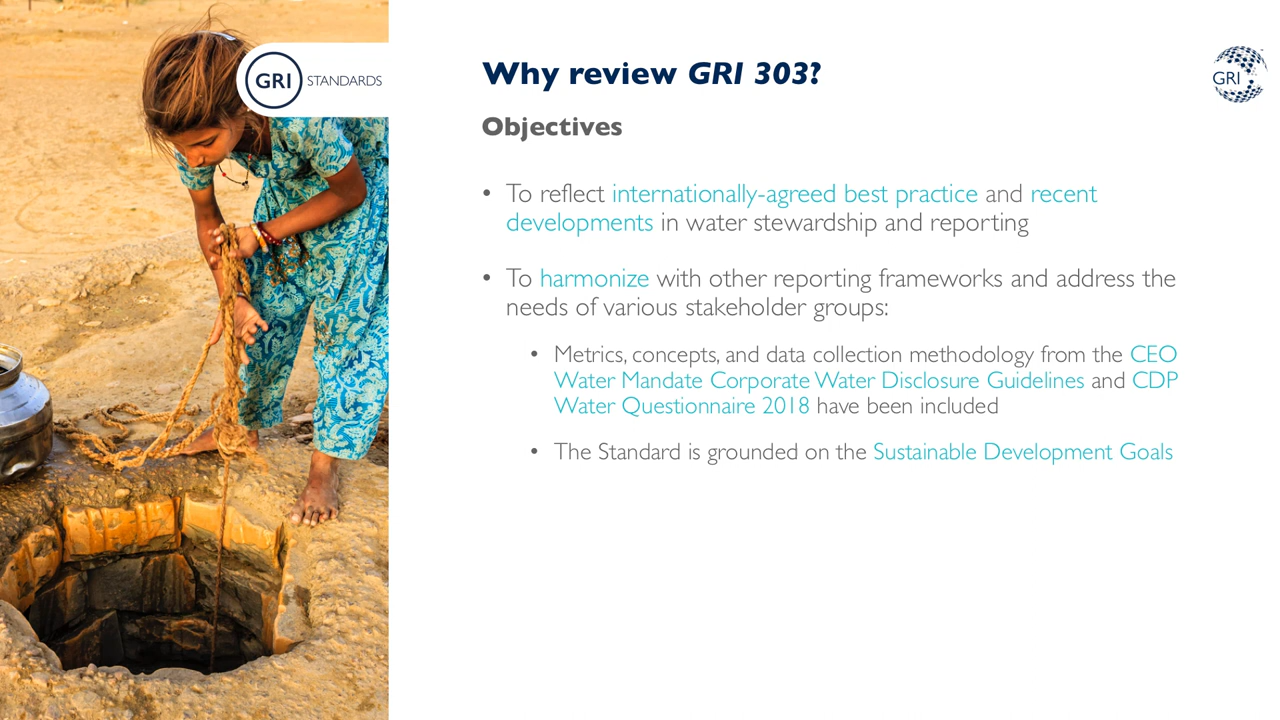 GRI STANDARDS
Why review GRI 303?
GRI
Objectives
• To reflect internationally-agreed best practice and recent
developments in water stewardship and reporting
• To harmonize with other reporting frameworks and address the
needs of various stakeholder groups:
• Metrics, concepts, and data collection methodology from the CEO
Water Mandate Corporate Water Disclosure Guidelines and CDP
Water Questionnaire 2018 have been included
• The Standard is grounded on the Sustainable Development Goals